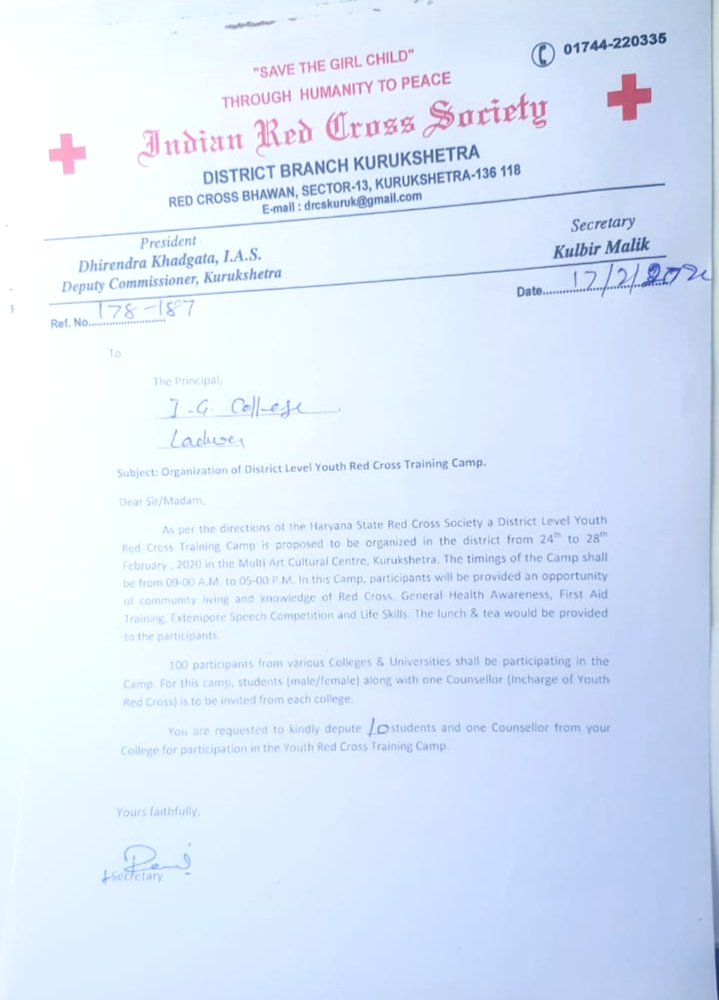 01744-220335
"SAVE THE GIRL CHILD"
THROUGH HUMANITY TO PEACE
Indian Red Cross Society
DISTRICT BRANCH KURUKSHETRA
RED CROSS BHAWAN, SECTOR-13, KURUKSHETRA-136 118
E-mail : drcskuruk@gmail.com
President
Dhirendra Khadgata, I.A.S.
Deputy Commissioner, Kurukshetra
Secretary
Kulbir Malik
Date 17/2/2020
Ref. No. 178-187
To
The Principal,
I.G. College
Ladwa
Subject: Organization of District Level Youth Red Cross Training Camp.
Dear Sir/Madam,
As per the directions of the Haryana State Red Cross Society a District Level Youth
Red Cross Training Camp is proposed to be organized in the district from 24th to 28th
February , 2020 in the Multi Art Cultural Centre, Kurukshetra. The timings of the Camp shall
be from 09-00 A.M. to 05-00 P.M. In this Camp, participants will be provided an opportunity
of community living and knowledge of Red Cross, General Health Awareness, First Aid
Training, Extempore Speech Competition and Life Skills. The lunch & tea would be provided
to the participants.
100 participants from various Colleges & Universities shall be participating in the
Camp. For this camp, students (male/female) along with one Counsellor (Incharge of Youth
Red Cross) is to be invited from each college.
You are requested to kindly depute 10 students and one Counsellor from your
College for participation in the Youth Red Cross Training Camp.
Yours faithfully,
Secretary